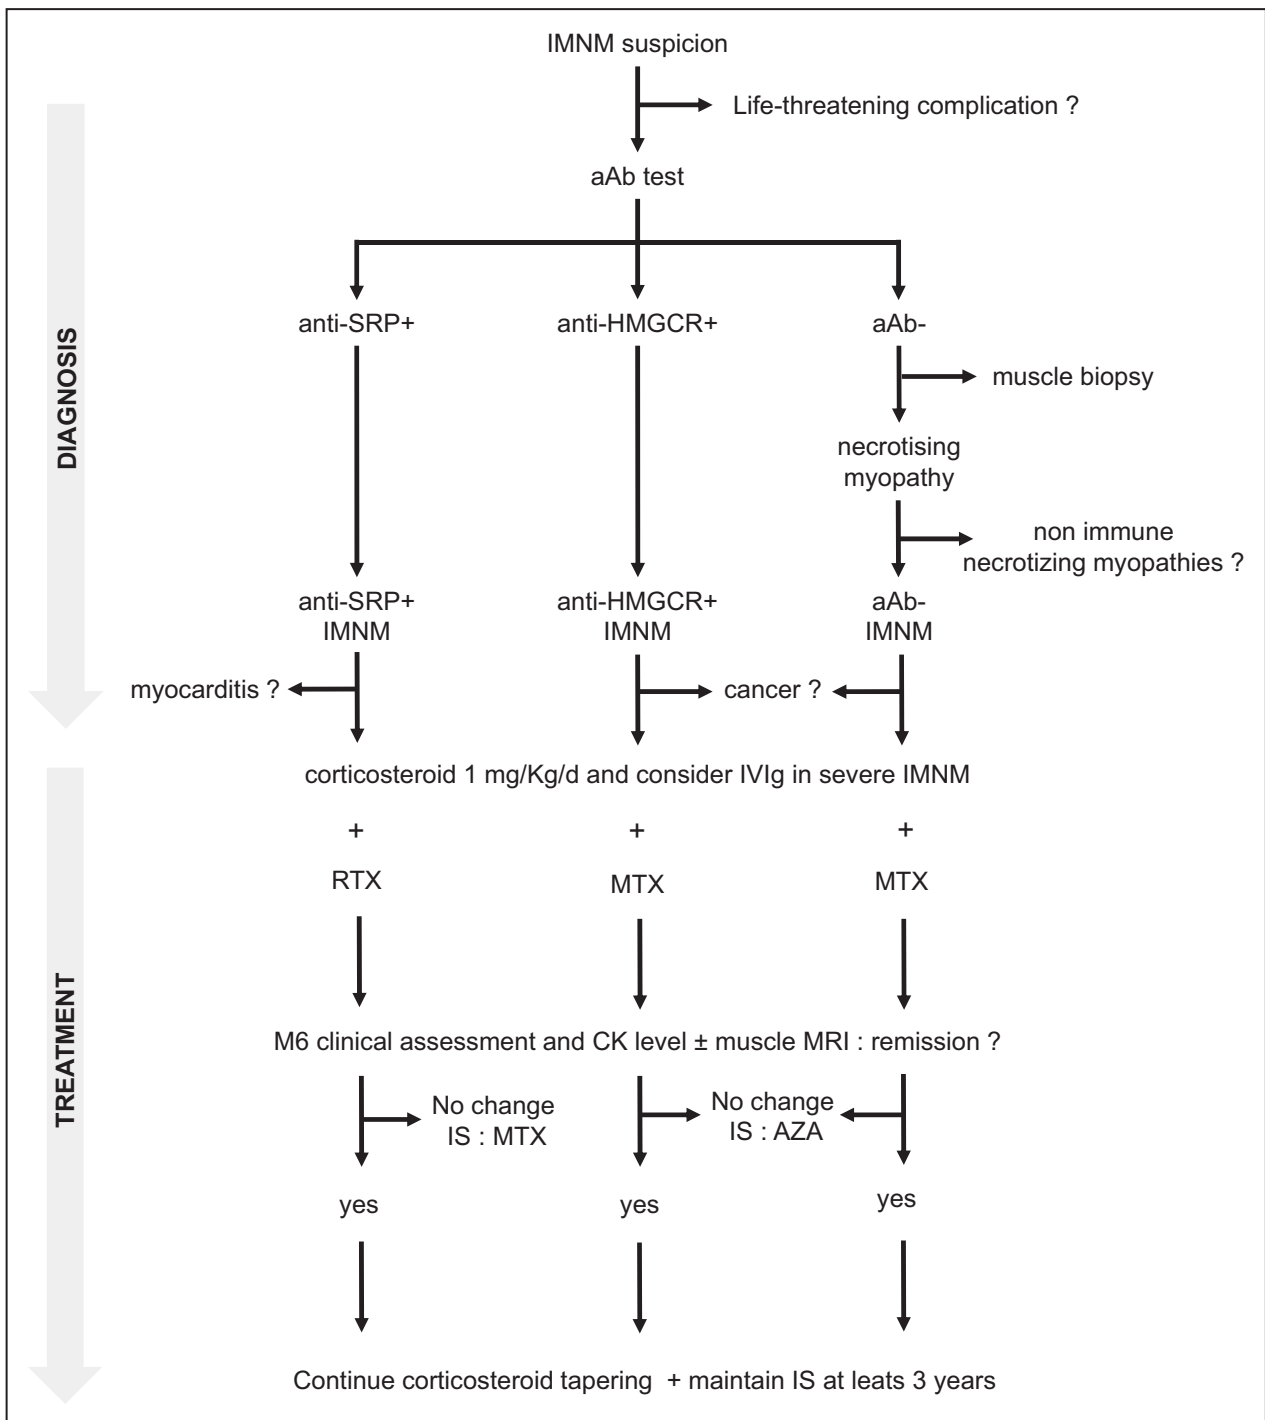 IMNM suspicion
Life-threatening complication ?
aAb test
DIAGNOSIS
anti-SRP+
anti-HMGCR+
aAb-
muscle biopsy
necrotising
myopathy
non immune
necrotizing myopathies ?
anti-SRP+
IMNM
anti-HMGCR+
IMNM
aAb-
IMNM
myocarditis ?
cancer ?
TREATMENT
corticosteroid 1 mg/Kg/d and consider IVIg in severe IMNM
+
+
+
RTX
MTX
MTX
M6 clinical assessment and CK level ± muscle MRI : remission ?
No change
IS : MTX
No change
IS : AZA
yes
yes
yes
Continue corticosteroid tapering + maintain IS at leats 3 years